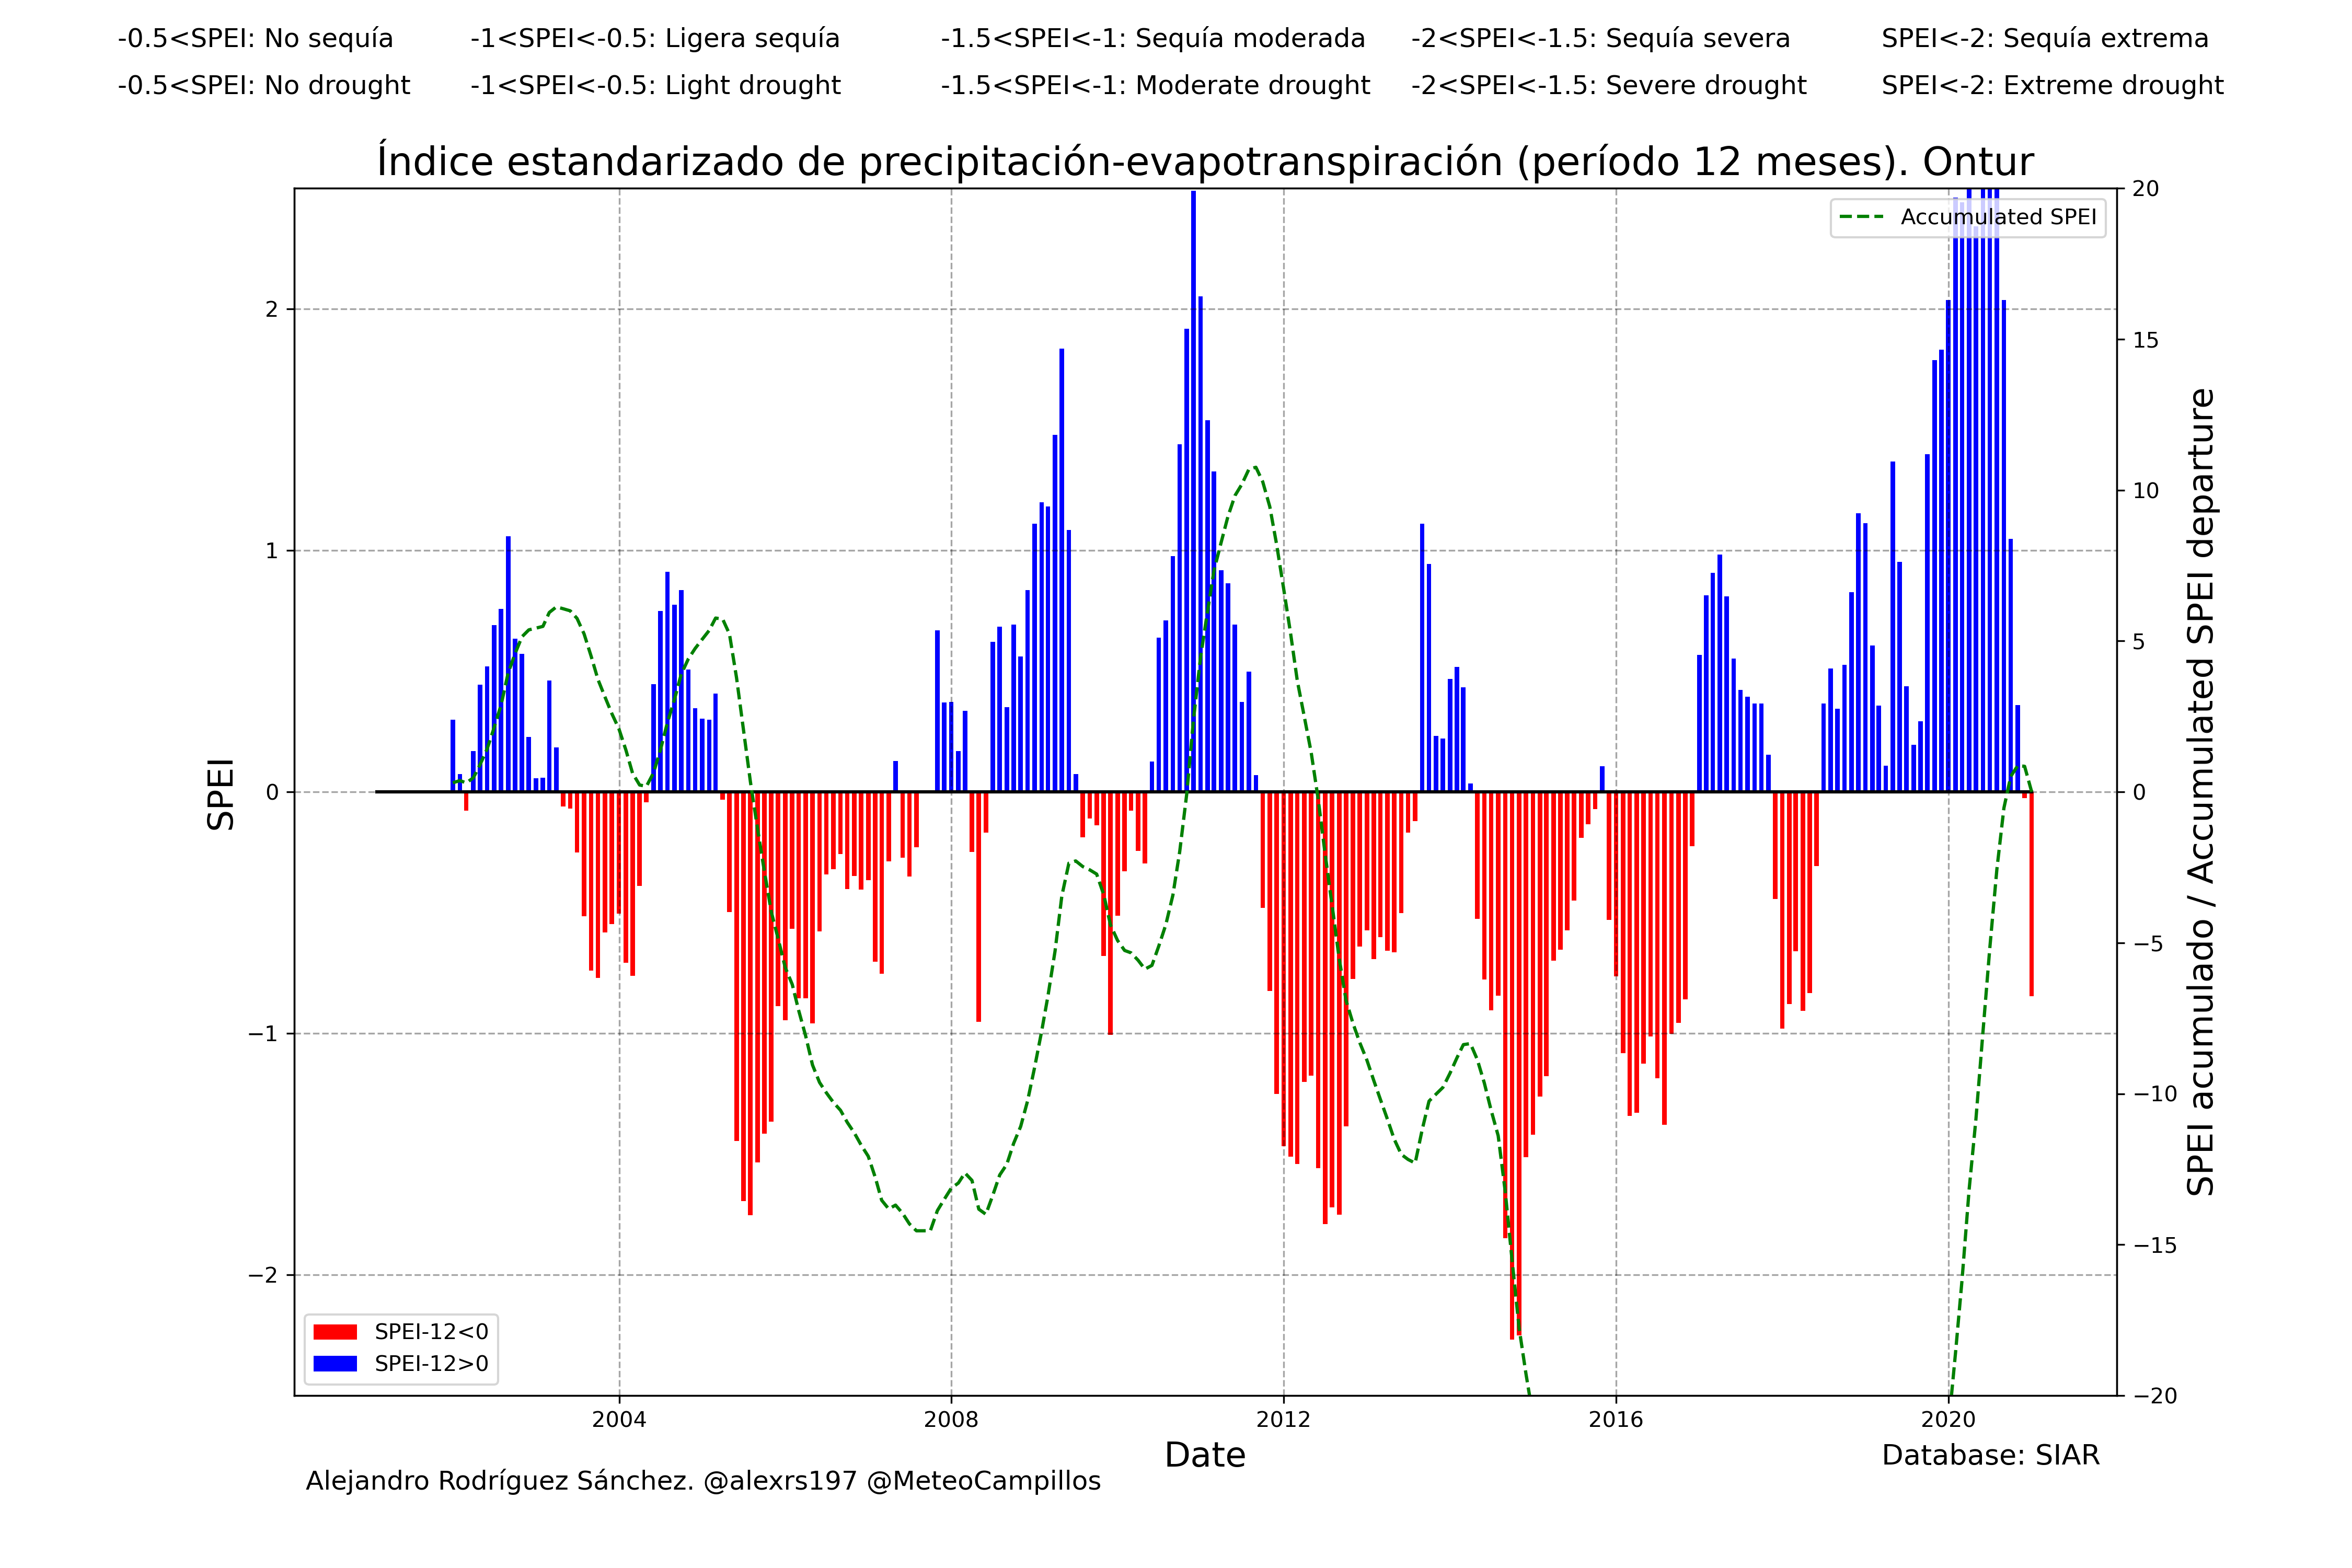 -0.5<SPEI: No sequía -1<SPEI<-0.5: Ligera sequía -1.5<SPEI<-1: Sequía moderada -2<SPEI<-1.5: Sequía severa SPEI<-2: Sequía extrema
-0.5<SPEI: No drought -1<SPEI<-0.5: Light drought -1.5<SPEI<-1: Moderate drought -2<SPEI<-1.5: Severe drought SPEI<-2: Extreme drought
Índice estandarizado de precipitación-evapotranspiración (período 12 meses). Ontur
Accumulated SPEI
SPEI
2
1
0
−1
−2
20
15
10
5
0
−5
−10
−15
−20
SPEI acumulado / Accumulated SPEI departure
SPEI-12<0
SPEI-12>0
2004 2008 2012 2016 2020
Date
Database: SIAR
Alejandro Rodríguez Sánchez. @alexrs197 @MeteoCampillos